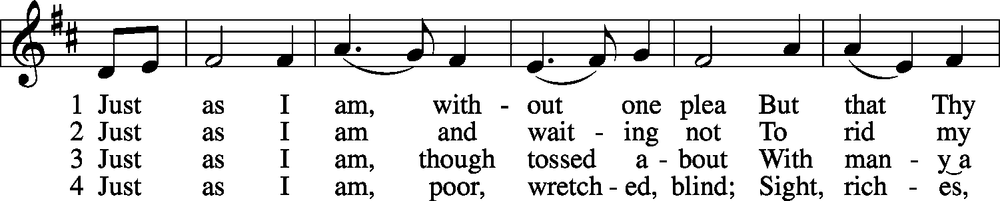 1 Just as I am, with - out one plea But that Thy
2 Just as I am and wait - ing not To rid my
3 Just as I am, though tossed a - bout With man - y a
4 Just as I am, poor, wretch - ed, blind; Sight, rich - es,